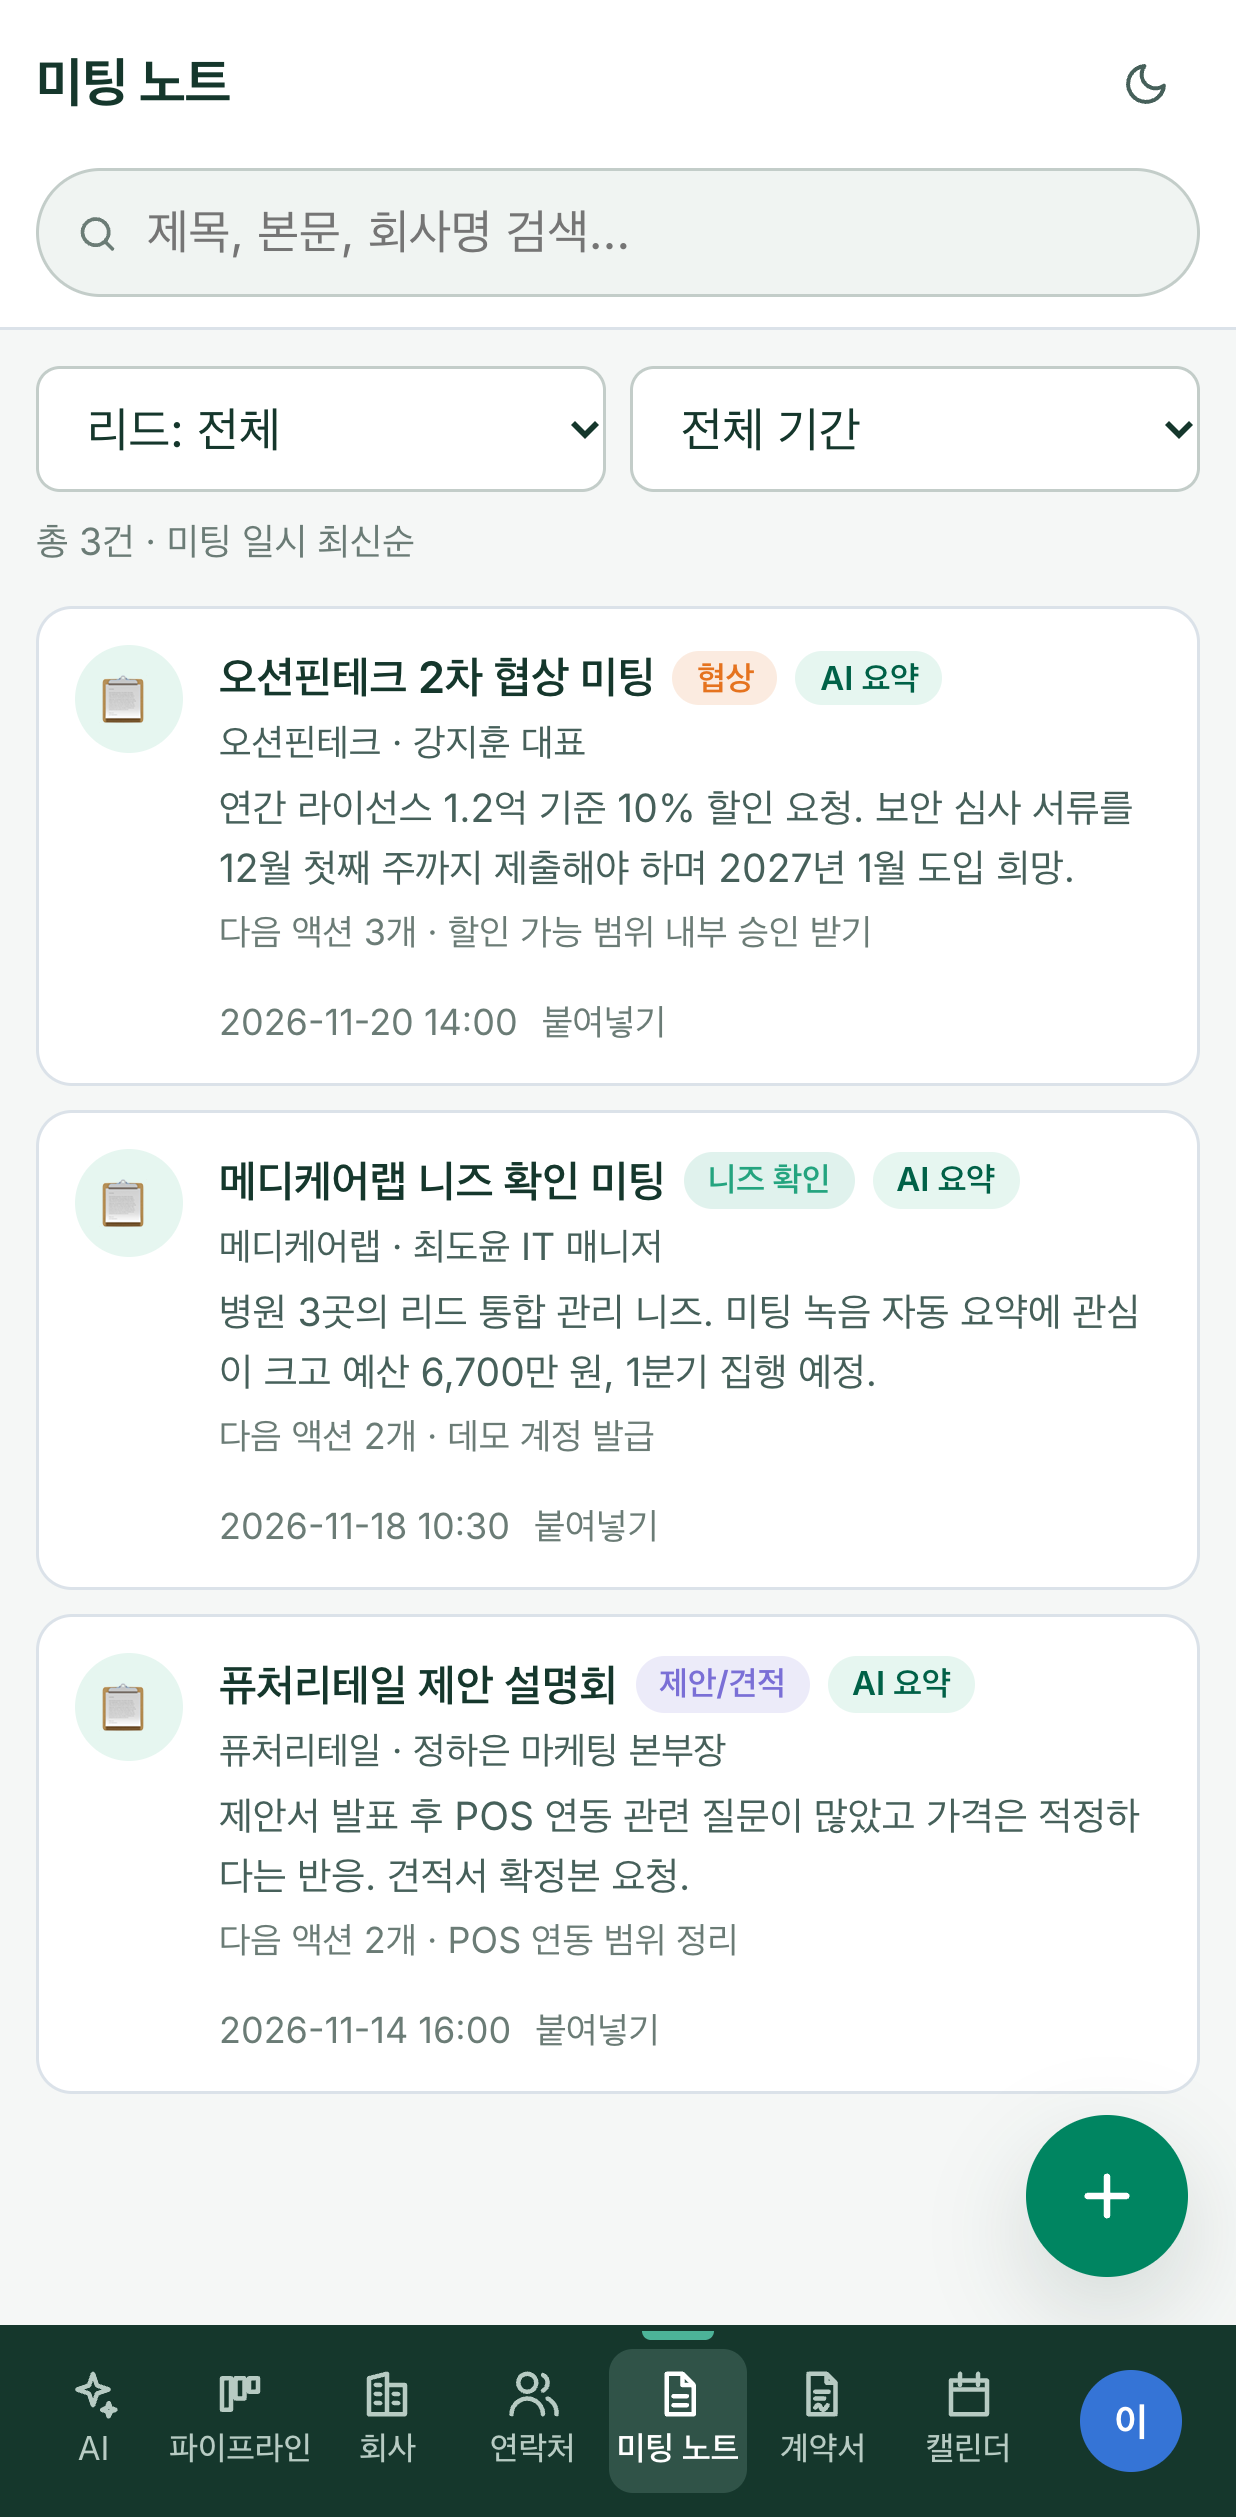 미팅 노트
제목, 본문, 회사명 검색...
리드: 전체
전체 기간
총 3건 · 미팅 일시 최신순
오션핀테크 2차 협상 미팅 협상 AI 요약
오션핀테크 · 강지훈 대표
연간 라이선스 1.2억 기준 10% 할인 요청. 보안 심사 서류를
12월 첫째 주까지 제출해야 하며 2027년 1월 도입 희망.
다음 액션 3개 · 할인 가능 범위 내부 승인 받기
2026-11-20 14:00 붙여넣기
메디케어랩 니즈 확인 미팅 니즈 확인 AI 요약
메디케어랩 · 최도윤 IT 매니저
병원 3곳의 리드 통합 관리 니즈. 미팅 녹음 자동 요약에 관심
이 크고 예산 6,700만 원, 1분기 집행 예정.
다음 액션 2개 · 데모 계정 발급
2026-11-18 10:30 붙여넣기
퓨처리테일 제안 설명회 제안/견적 AI 요약
퓨처리테일 · 정하은 마케팅 본부장
제안서 발표 후 POS 연동 관련 질문이 많았고 가격은 적정하
다는 반응. 견적서 확정본 요청.
다음 액션 2개 · POS 연동 범위 정리
2026-11-14 16:00 붙여넣기
AI
파이프라인
회사
연락처
미팅 노트
계약서
캘린더
이